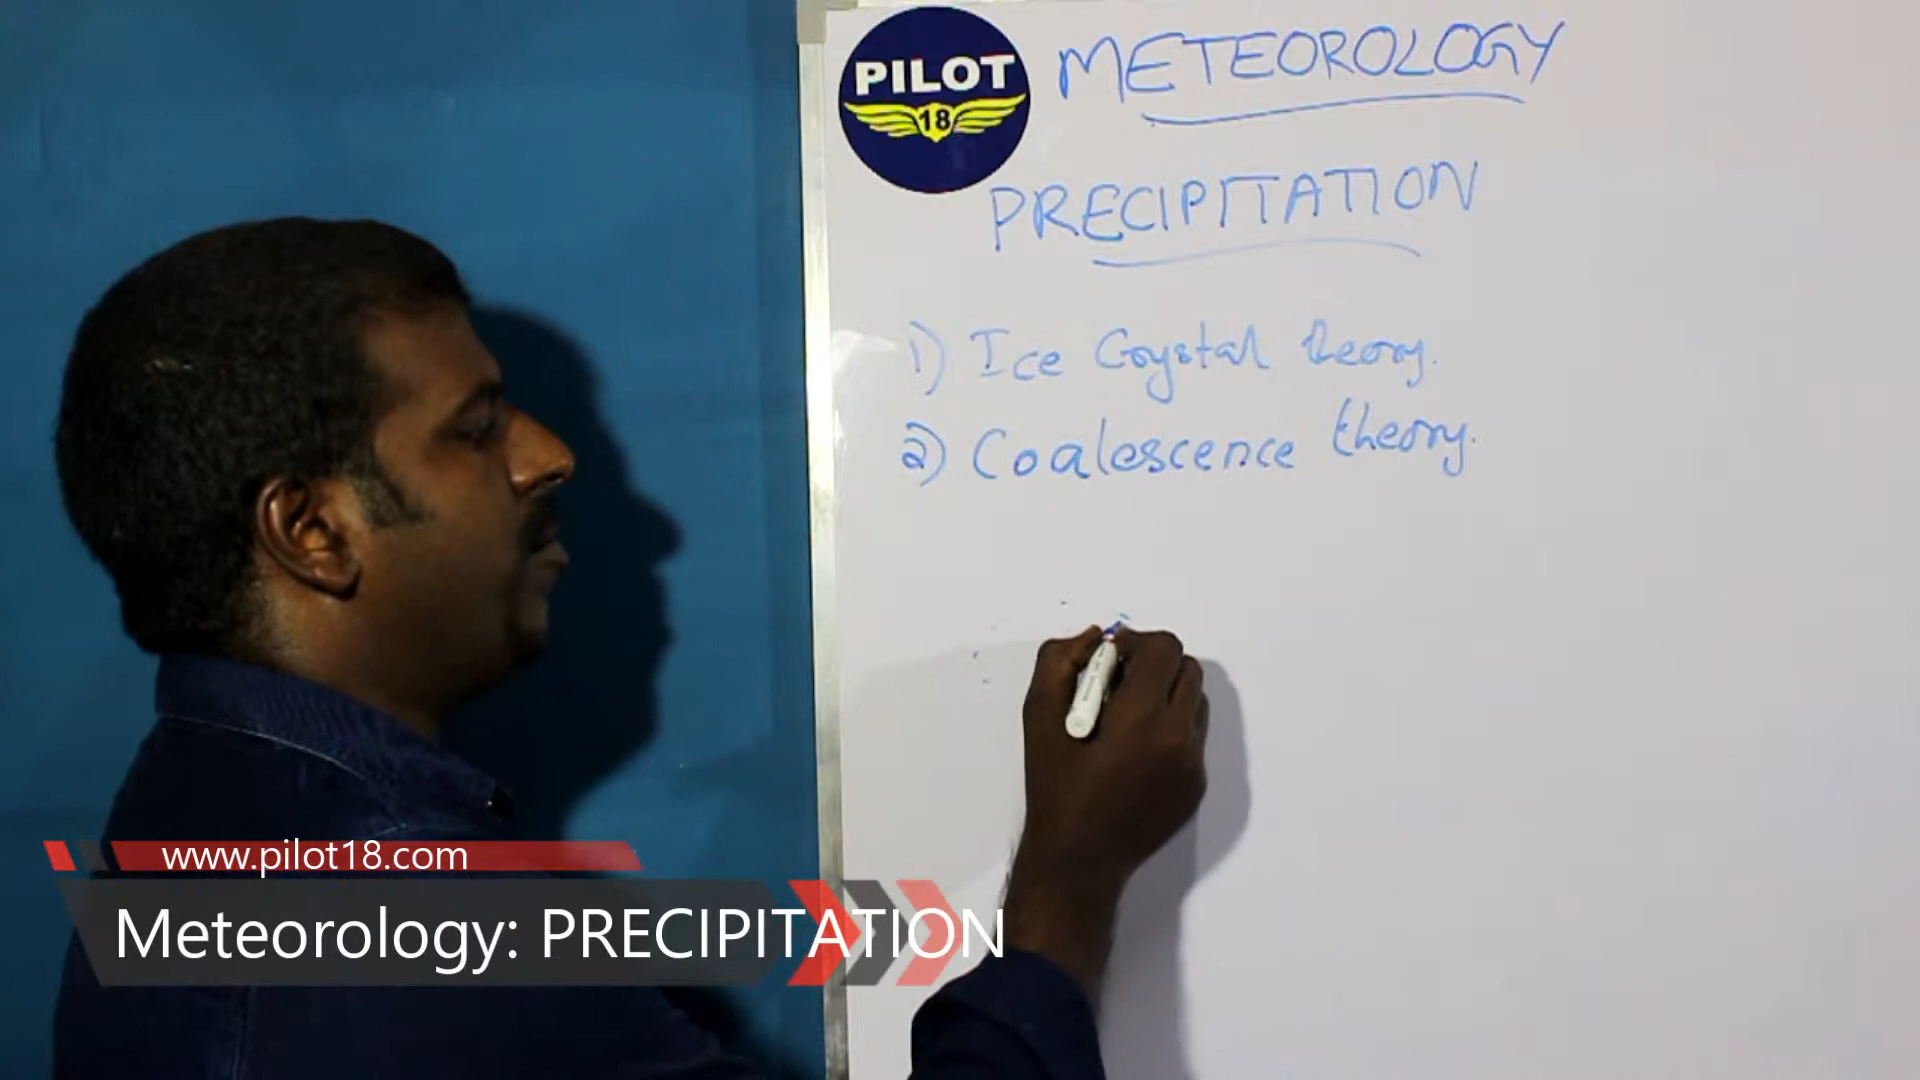 PILOT
18
METEOROLOGY
PRECIPITATION
1) Ice Crystal theory.
2) Coalescence theory.
www.pilot18.com
Meteorology: PRECIPITATION